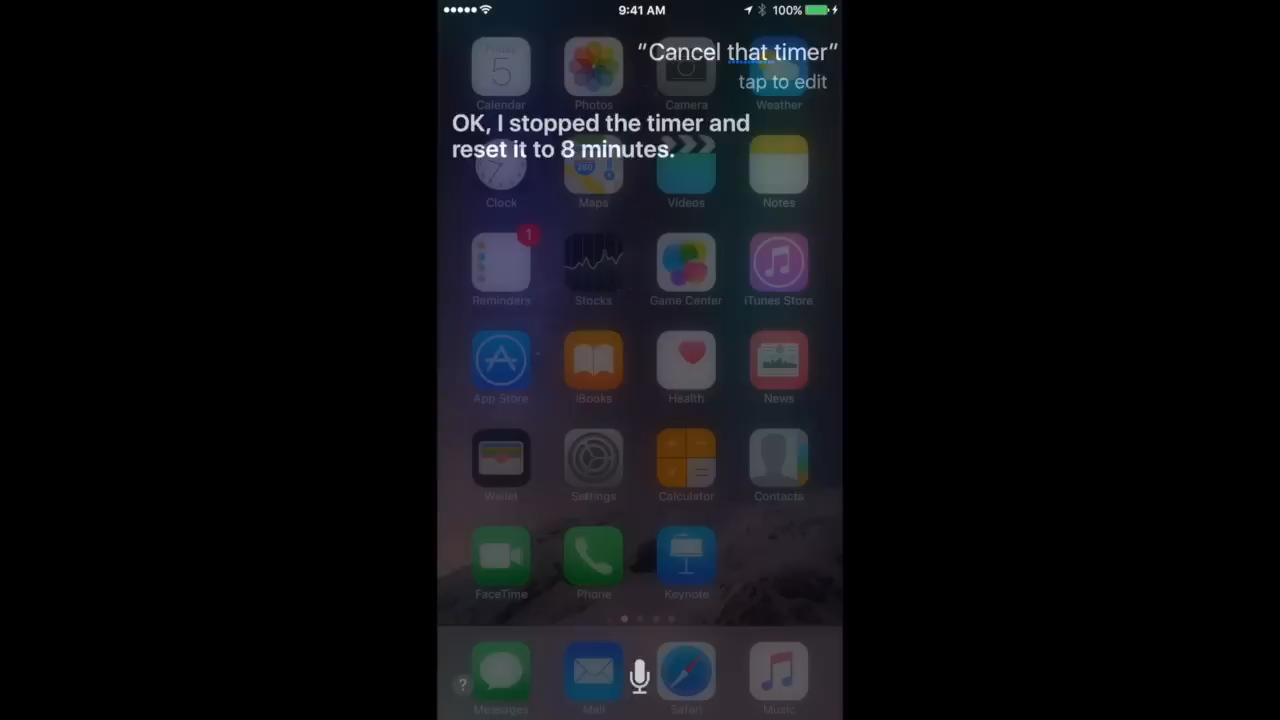 9:41 AM
100%
“Cancel that timer”
tap to edit
OK, I stopped the timer and
reset it to 8 minutes.
5
Calendar
Photos
Camera
Weather
280
Clock
Maps
Videos
Notes
1
Reminders
Stocks
Game Center
iTunes Store
App Store
iBooks
Health
News
Wallet
Settings
Calculator
Contacts
FaceTime
Phone
Keynote
?
Messages
Mail
Safari
Music